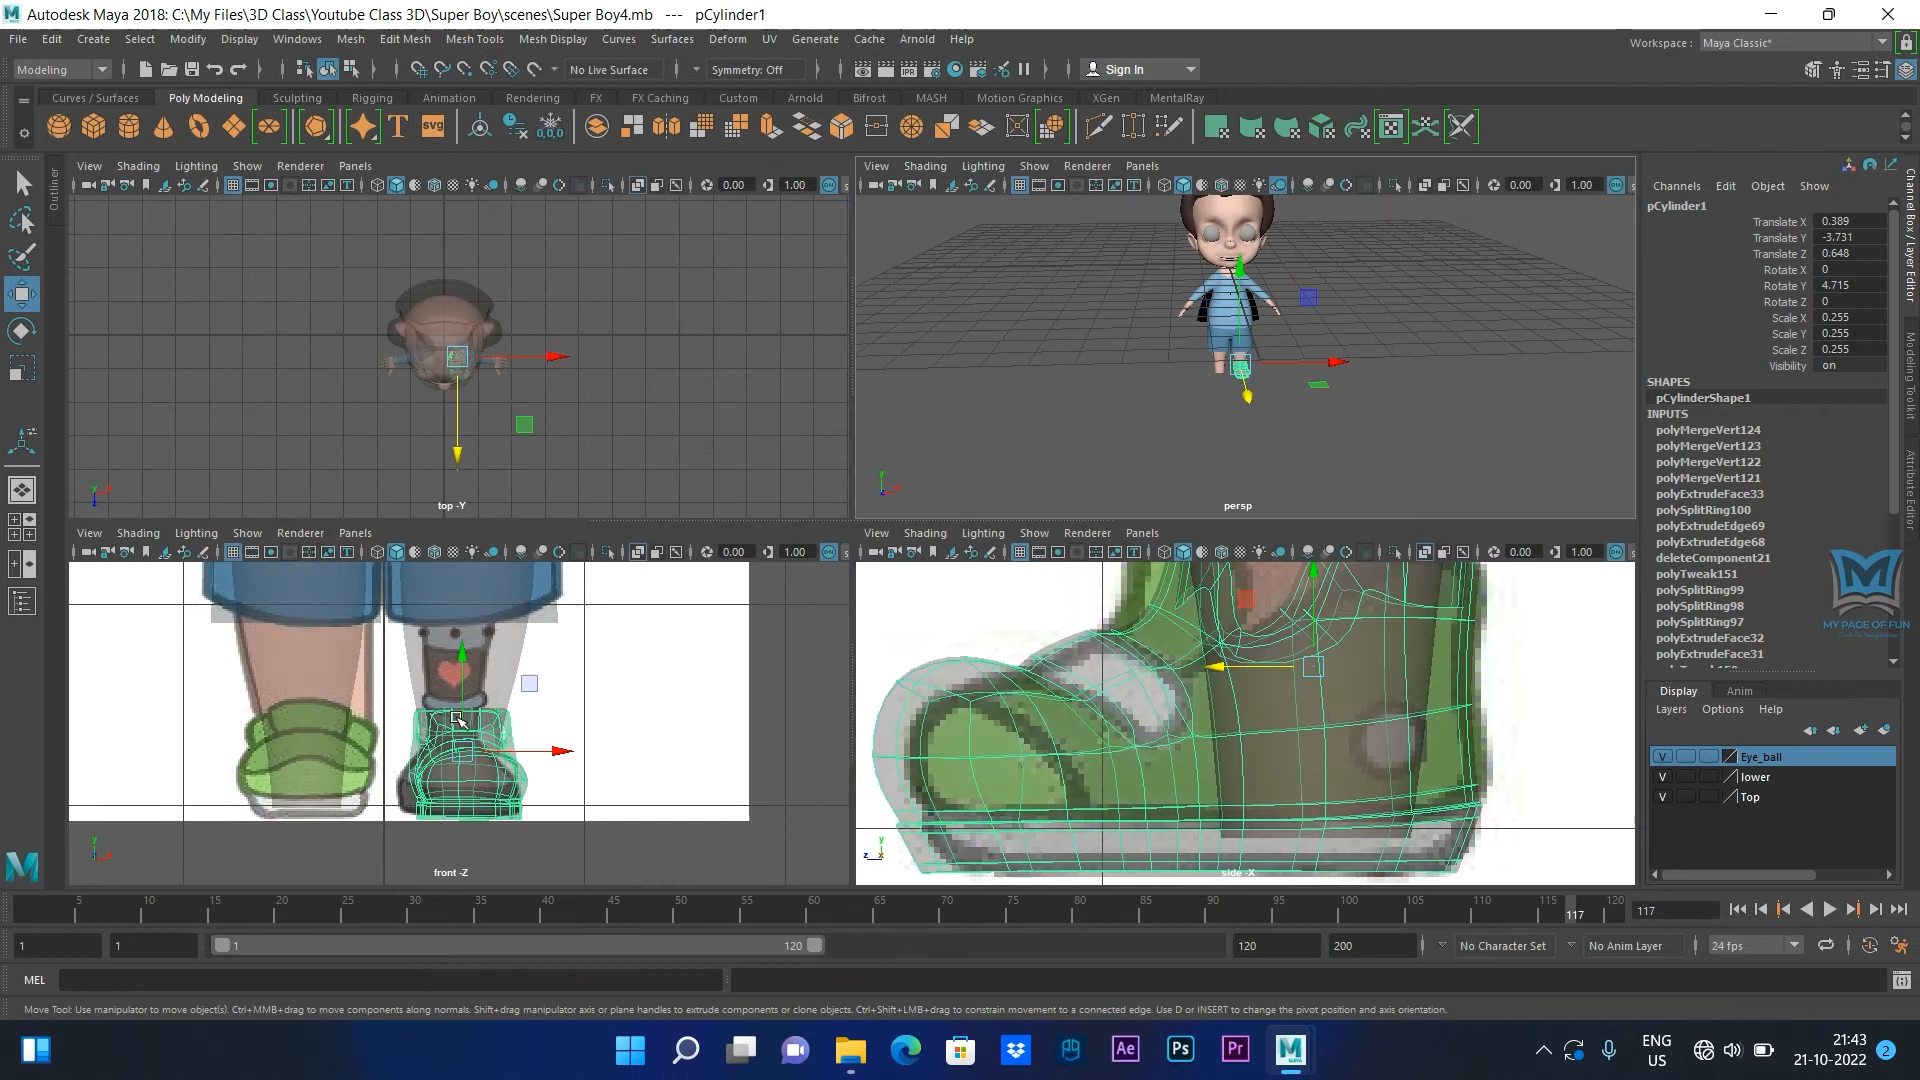 Autodesk Maya 2018: C:\My Files\3D Class\Youtube Class 3D\Super Boy\scenes\Super Boy4.mb --- pCylinder1
File Edit Create Select Modify Display Windows Mesh Edit Mesh Mesh Tools Mesh Display Curves Surfaces Deform UV Generate Cache Arnold Help
Workspace : Maya Classic*
Modeling No Live Surface Symmetry: Off Sign In
Curves / Surfaces Poly Modeling Sculpting Rigging Animation Rendering FX FX Caching Custom Arnold Bifrost MASH Motion Graphics XGen MentalRay
View Shading Lighting Show Renderer Panels
0.00 1.00
View Shading Lighting Show Renderer Panels
0.00 1.00
Outliner
top -Y
persp
View Shading Lighting Show Renderer Panels
0.00 1.00
View Shading Lighting Show Renderer Panels
0.00 1.00
front -Z
side -X
Channels Edit Object Show
pCylinder1
Translate X 0.389
Translate Y -3.731
Translate Z 0.648
Rotate X 0
Rotate Y 4.715
Rotate Z 0
Scale X 0.255
Scale Y 0.255
Scale Z 0.255
Visibility on
SHAPES
pCylinderShape1
INPUTS
polyMergeVert124
polyMergeVert123
polyMergeVert122
polyMergeVert121
polyExtrudeFace33
polySplitRing100
polyExtrudeEdge69
polyExtrudeEdge68
deleteComponent21
polyTweak151
polySplitRing99
polySplitRing98
polySplitRing97
polyExtrudeFace32
polyExtrudeFace31
Channel Box / Layer Editor
Modeling Toolkit
Attribute Editor
MY PAGE OF FUN
Display Anim
Layers Options Help
V Eye_ball
V lower
V Top
5 10 15 20 25 30 35 40 45 50 55 60 65 70 75 80 85 90 95 100 105 110 115 120
117
117
1 1 1 120 120 200 No Character Set No Anim Layer 24 fps
MEL
Move Tool: Use manipulator to move object(s). Ctrl+MMB+drag to move components along normals. Shift+drag manipulator axis or plane handles to extrude components or clone objects. Ctrl+Shift+LMB+drag to constrain movement to a connected edge. Use D or INSERT to change the pivot position and axis orientation.
ENG
US
21:43
21-10-2022
2